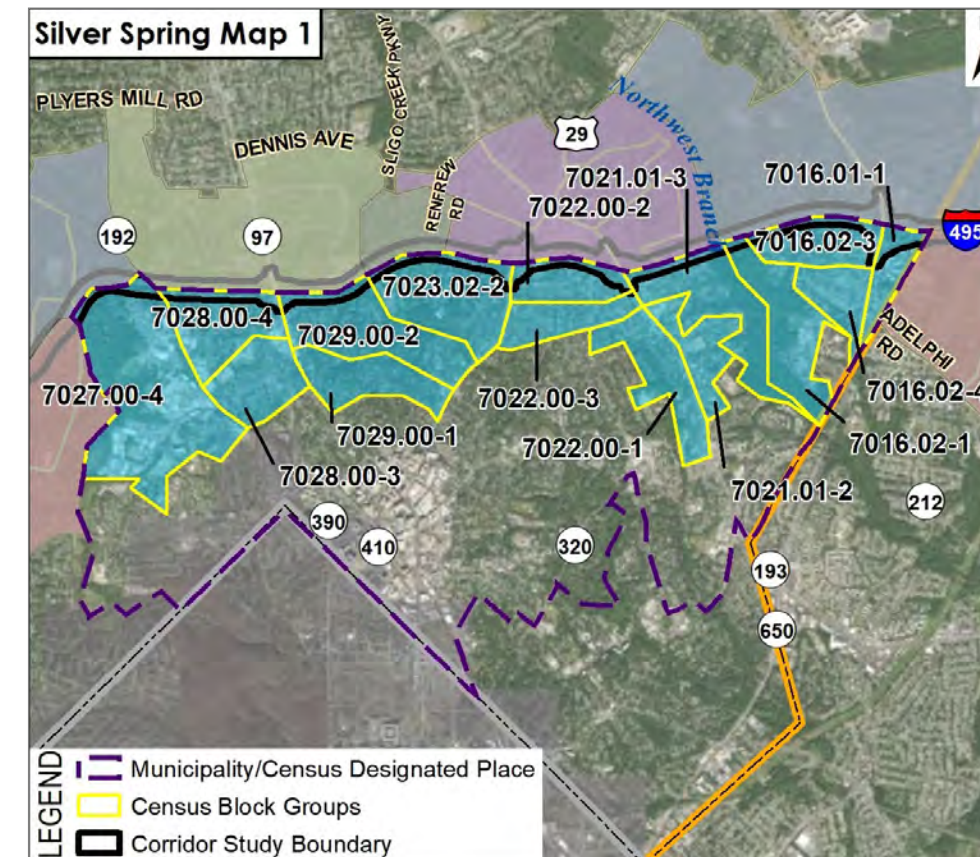 Silver Spring Map 1
PLYERS MILL RD
DENNIS AVE
SLIGO CREEK PKWY
RENFREW
RD
29
Northwest Branch
7021.01-3
7022.00-2
7016.01-1
192
97
495
7016.02-3
7023.02-2
7028.00-4
7029.00-2
ADELPHI
RD
7027.00-4
7022.00-3
7016.02-4
7029.00-1
7022.00-1
7016.02-1
7028.00-3
7021.01-2
212
390
410
320
193
650
LEGEND
Municipality/Census Designated Place
Census Block Groups
Corridor Study Boundary